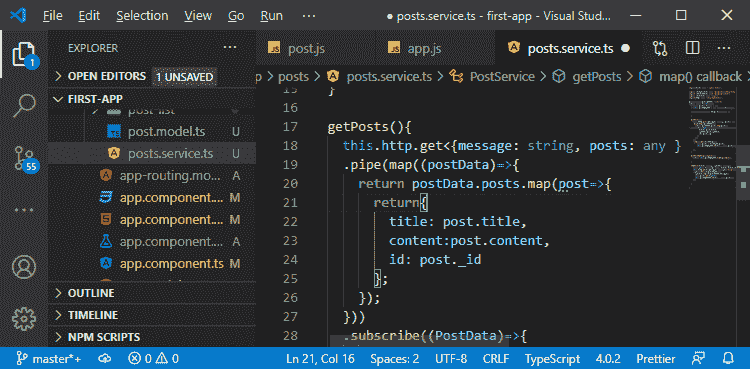 File Edit Selection View Go Run ··· posts.service.ts - first-app - Visual Stud...
EXPLORER ···
post.js app.js posts.service.ts
OPEN EDITORS 1 UNSAVED
p > posts > posts.service.ts > PostService > getPosts > map() callback
FIRST-APP
post-list
post.model.ts U
posts.service.ts U
app-routing.mo... A
app.component.... M
app.component.... M
app.component.... A
app.component.ts M
OUTLINE
TIMELINE
NPM SCRIPTS
15 }
16
17 getPosts(){
18 this.http.get<{message: string, posts: any }
19 .pipe(map((postData)=>{
20 return postData.posts.map(post=>{
21 return{
22 title: post.title,
23 content:post.content,
24 id: post._id
25 };
26 });
27 }))
28 .subscribe((PostData)=>{
1
55
master*+ 0 0 Ln 21, Col 16 Spaces: 2 UTF-8 CRLF TypeScript 4.0.2 Prettier